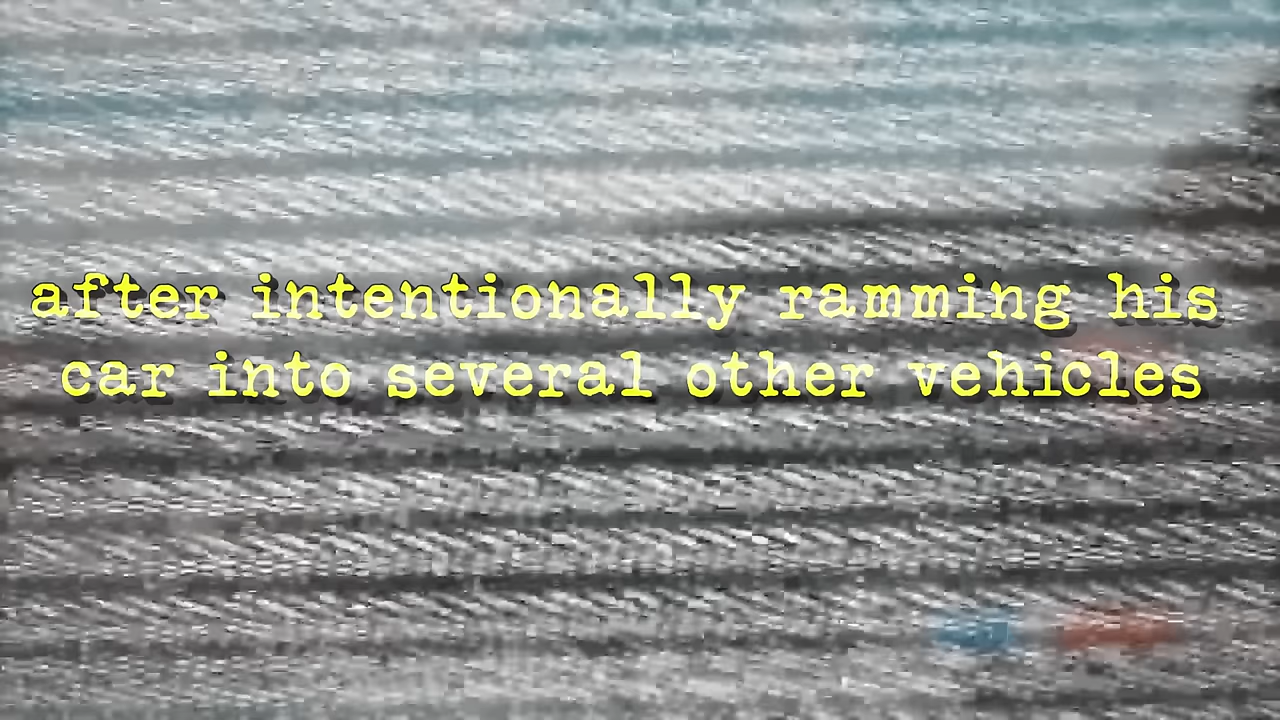 after intentionally ramming his
car into several other vehicles